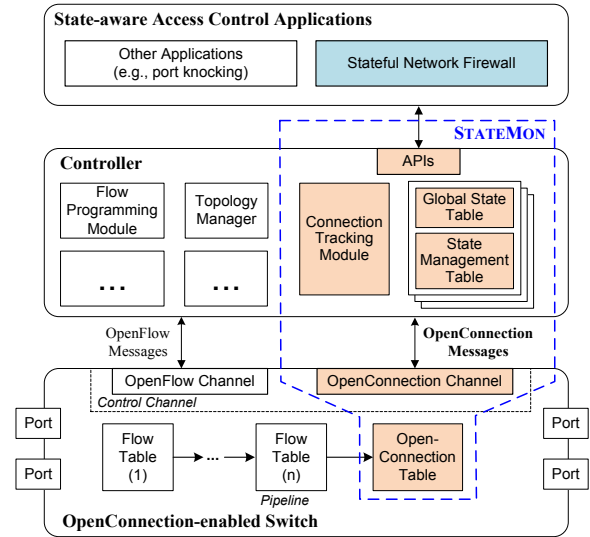 State-aware Access Control Applications
Other Applications
(e.g., port knocking)
Stateful Network Firewall
STATEMON
Controller
APIs
Flow
Programming
Module
Topology
Manager
Connection
Tracking
Module
Global State
Table
State
Management
Table
...
...
OpenFlow
Messages
OpenConnection
Messages
OpenFlow Channel
OpenConnection Channel
Control Channel
Port
Port
Port
Port
Flow
Table
(1)
...
Flow
Table
(n)
Open-
Connection
Table
Pipeline
OpenConnection-enabled Switch